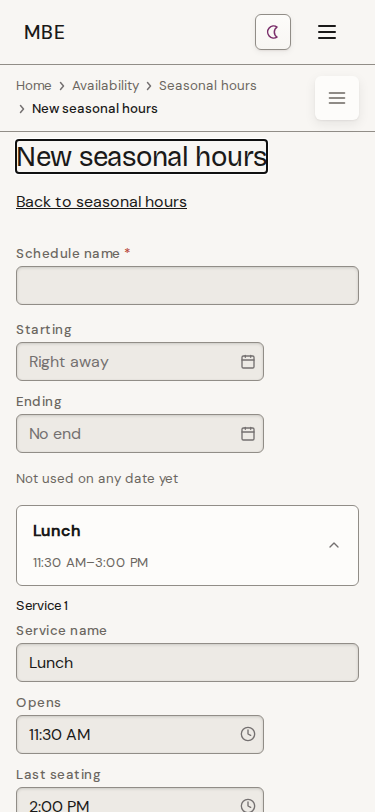 MBE
Home > Availability > Seasonal hours
> New seasonal hours
New seasonal hours
Back to seasonal hours
Schedule name *
Starting
Right away
Ending
No end
Not used on any date yet
Lunch
11:30 AM–3:00 PM
Service 1
Service name
Lunch
Opens
11:30 AM
Last seating
2:00 PM